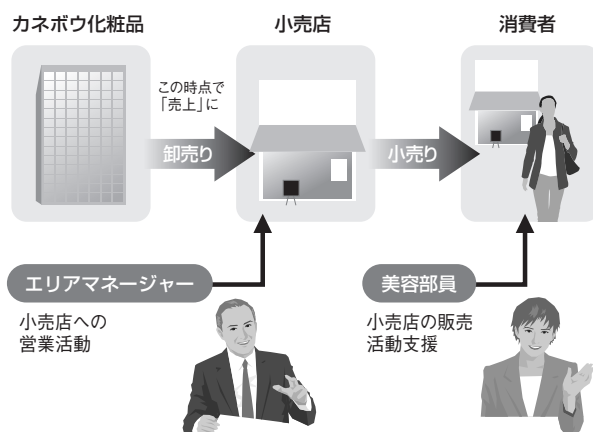 カネボウ化粧品
小売店
消費者
この時点で
「売上」に
卸売り
小売り
エリアマネージャー
小売店への
営業活動
美容部員
小売店の販売
活動支援